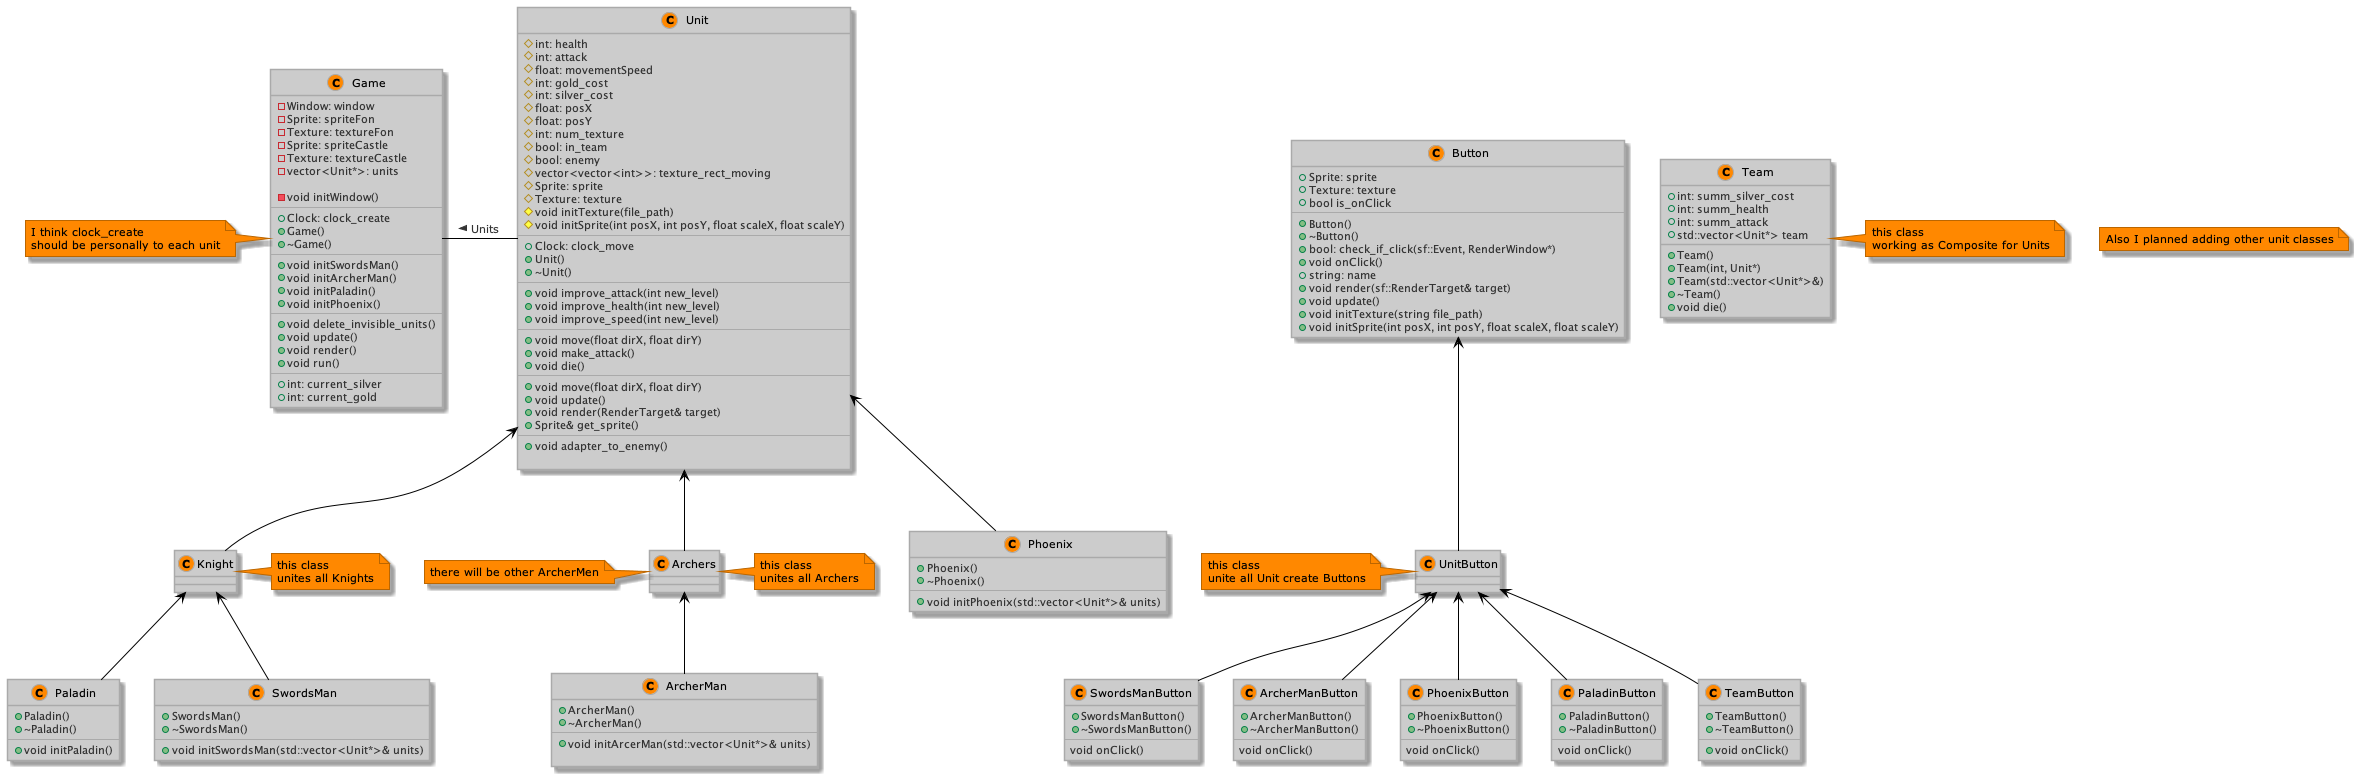 C Unit
int: health
int: attack
float: movementSpeed
int: gold_cost
int: silver_cost
float: posX
float: posY
int: num_texture
bool: in_team
bool: enemy
vector<vector<int>>: texture_rect_moving
Sprite: sprite
Texture: texture
void initTexture(file_path)
void initSprite(int posX, int posY, float scaleX, float scaleY)
Clock: clock_move
Unit()
~Unit()
void improve_attack(int new_level)
void improve_health(int new_level)
void improve_speed(int new_level)
void move(float dirX, float dirY)
void make_attack()
void die()
void move(float dirX, float dirY)
void update()
void render(RenderTarget& target)
Sprite& get_sprite()
void adapter_to_enemy()
C Game
Window: window
Sprite: spriteFon
Texture: textureFon
Sprite: spriteCastle
Texture: textureCastle
vector<Unit*>: units
void initWindow()
Clock: clock_create
Game()
~Game()
void initSwordsMan()
void initArcherMan()
void initPaladin()
void initPhoenix()
void delete_invisible_units()
void update()
void render()
void run()
int: current_silver
int: current_gold
I think clock_create
should be personally to each unit
Units
C Button
Sprite: sprite
Texture: texture
bool is_onClick
Button()
~Button()
bool: check_if_click(sf::Event, RenderWindow*)
void onClick()
string: name
void render(sf::RenderTarget& target)
void update()
void initTexture(string file_path)
void initSprite(int posX, int posY, float scaleX, float scaleY)
C Team
int: summ_silver_cost
int: summ_health
int: summ_attack
std::vector<Unit*> team
Team()
Team(int, Unit*)
Team(std::vector<Unit*>&)
~Team()
void die()
this class
working as Composite for Units
Also I planned adding other unit classes
C Knight
this class
unites all Knights
there will be other ArcherMen
C Archers
this class
unites all Archers
C Phoenix
Phoenix()
~Phoenix()
void initPhoenix(std::vector<Unit*>& units)
this class
unite all Unit create Buttons
C UnitButton
C Paladin
Paladin()
~Paladin()
void initPaladin()
C SwordsMan
SwordsMan()
~SwordsMan()
void initSwordsMan(std::vector<Unit*>& units)
C ArcherMan
ArcherMan()
~ArcherMan()
void initArcerMan(std::vector<Unit*>& units)
C SwordsManButton
SwordsManButton()
~SwordsManButton()
void onClick()
C ArcherManButton
ArcherManButton()
~ArcherManButton()
void onClick()
C PhoenixButton
PhoenixButton()
~PhoenixButton()
void onClick()
C PaladinButton
PaladinButton()
~PaladinButton()
void onClick()
C TeamButton
TeamButton()
~TeamButton()
void onClick()